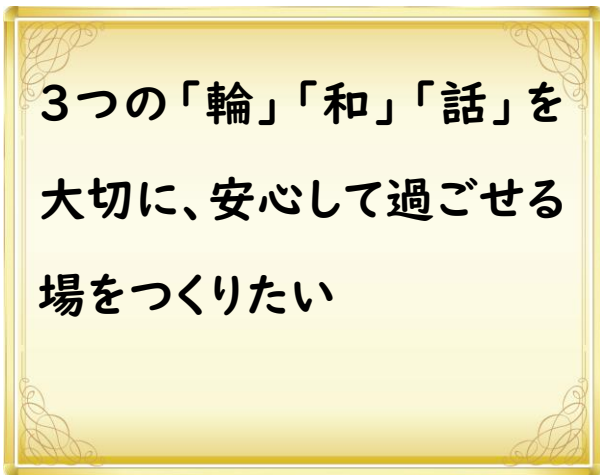 ３つの「輪」「和」「話」を
大切に、安心して過ごせる
場をつくりたい